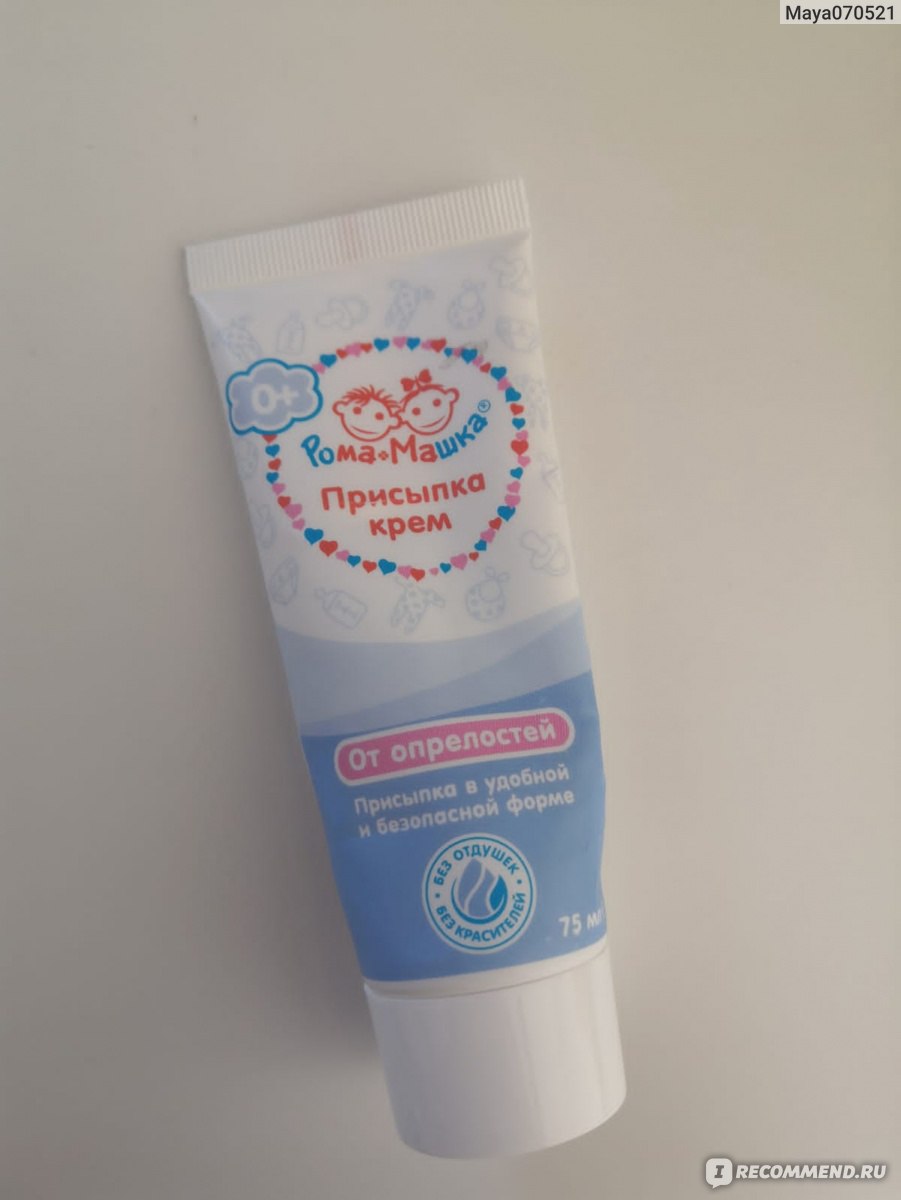 Maya070521
0+
Рома+Машка®
Присыпка
крем
От опрелостей
Присыпка в удобной
и безопасной форме
БЕЗ ОТДУШЕК
БЕЗ КРАСИТЕЛЕЙ
75 мл
IRECOMMEND.RU